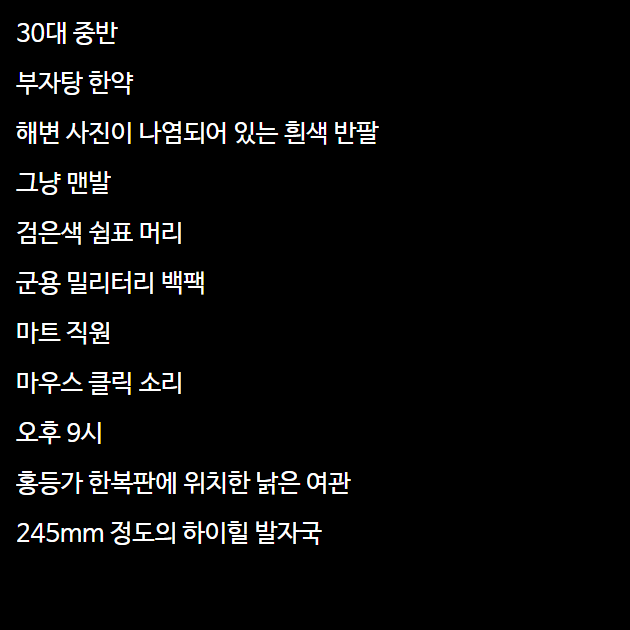 30대 중반
부자탕 한약
해변 사진이 나염되어 있는 흰색 반팔
그냥 맨발
검은색 쉼표 머리
군용 밀리터리 백팩
마트 직원
마우스 클릭 소리
오후 9시
홍등가 한복판에 위치한 낡은 여관
245mm 정도의 하이힐 발자국